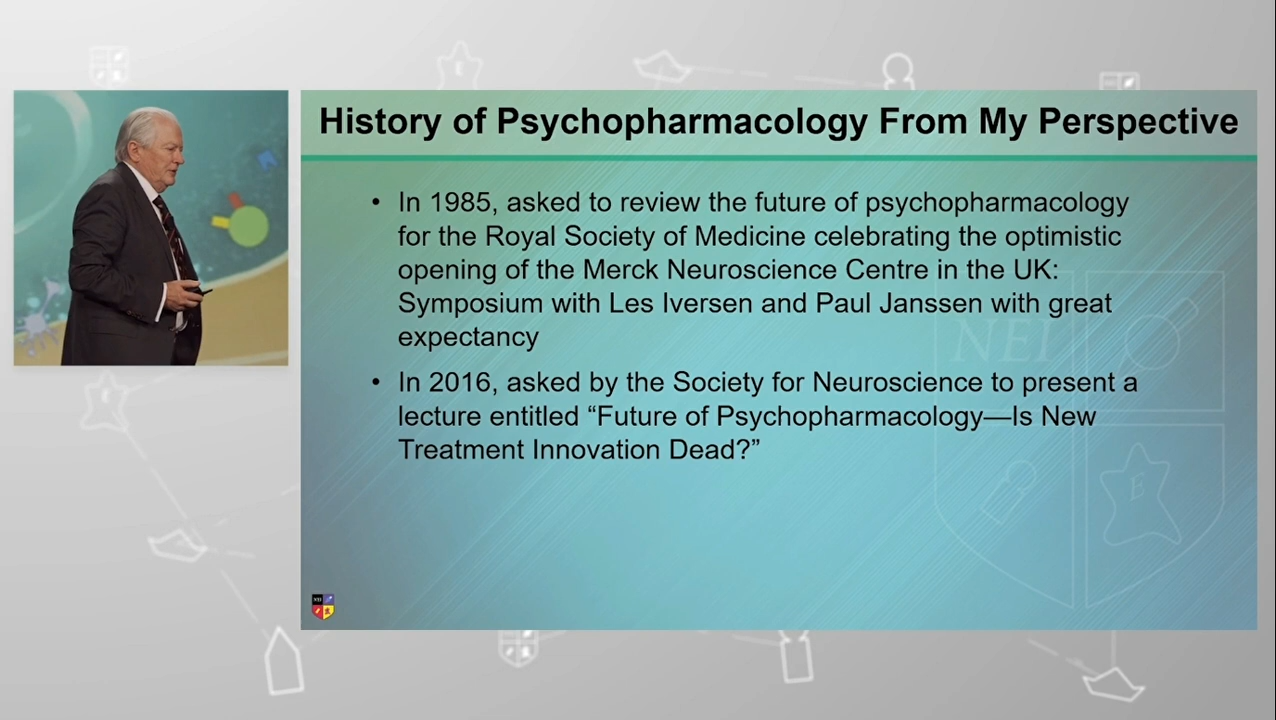 History of Psychopharmacology From My Perspective
• In 1985, asked to review the future of psychopharmacology
for the Royal Society of Medicine celebrating the optimistic
opening of the Merck Neuroscience Centre in the UK:
Symposium with Les Iversen and Paul Janssen with great
expectancy
• In 2016, asked by the Society for Neuroscience to present a
lecture entitled “Future of Psychopharmacology—Is New
Treatment Innovation Dead?”
NEI
E
NEI